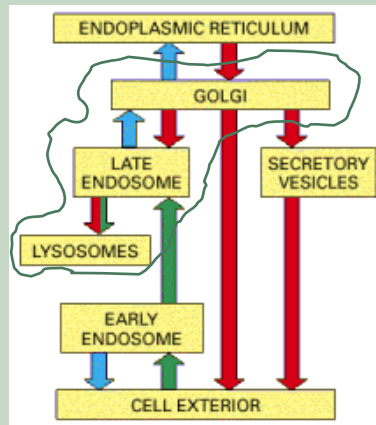 ENDOPLASMIC RETICULUM
GOLGI
LATE
ENDOSOME
SECRETORY
VESICLES
LYSOSOMES
EARLY
ENDOSOME
CELL EXTERIOR